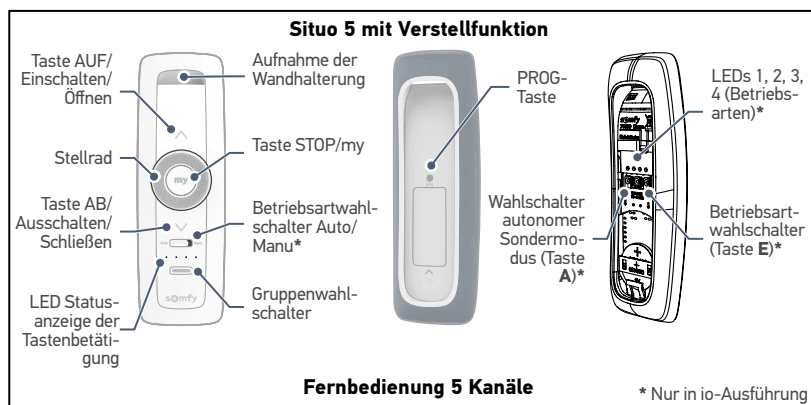 Situo 5 mit Verstellfunktion
Taste AUF/
Einschalten/
Öffnen
Aufnahme der
Wandhalterung
Stellrad
Taste STOP/my
my
Taste AB/
Ausschalten/
Schließen
Betriebsartwahl-
schalter Auto/
Manu*
LED Status-
anzeige der
Tastenbetäti-
gung
Gruppenwahl-
schalter
somfy
PROG-
Taste
LEDs 1, 2, 3,
4 (Betriebs-
arten)*
somfy
Wahlschalter
autonomer
Sondermo-
dus (Taste
A)*
Betriebsart-
wahlschalter
(Taste E)*
Fernbedienung 5 Kanäle
* Nur in io-Ausführung